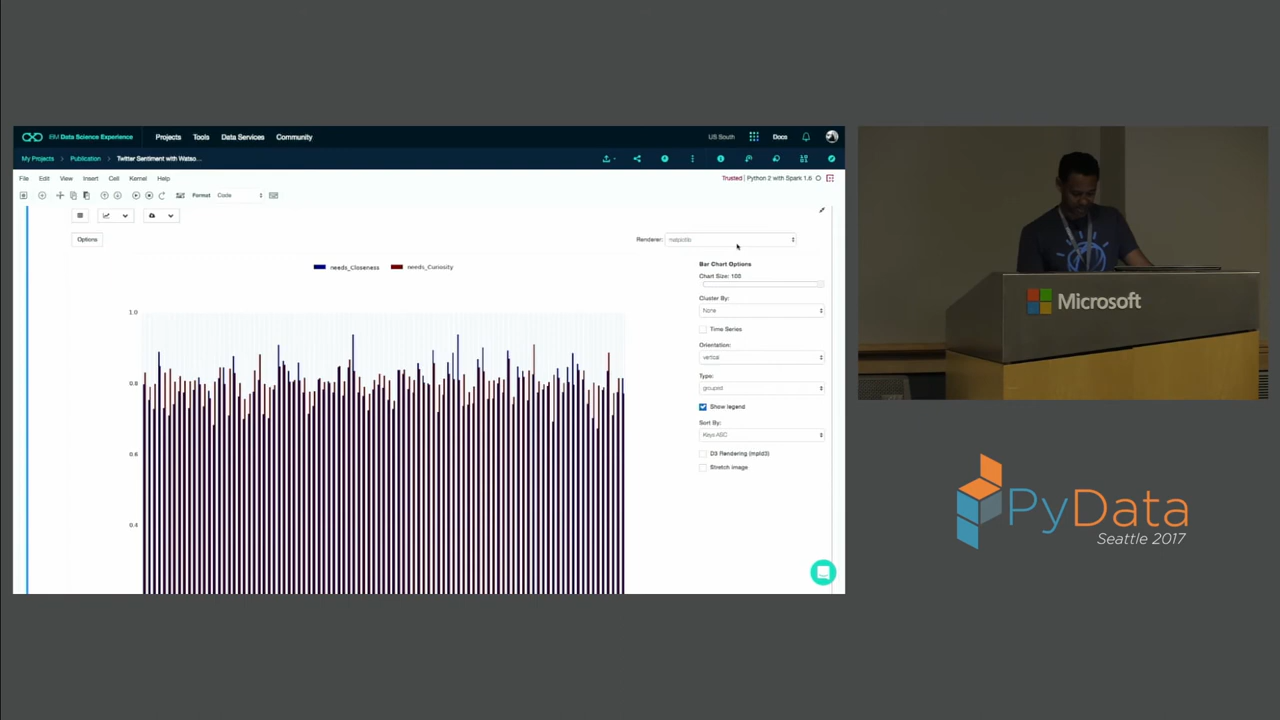 IBM Data Science Experience
Projects
Tools
Data Services
Community
US South
Docs
My Projects
Publication
Twitter Sentiment with Watso...
File
Edit
View
Insert
Cell
Kernel
Help
Trusted
Python 2 with Spark 1.6
Format
Code
Options
Renderer:
matplotlib
needs_Closeness
needs_Curiosity
1.0
0.8
0.6
0.4
Bar Chart Options
Chart Size: 100
Cluster By:
None
Time Series
Orientation:
vertical
Type:
grouped
Show legend
Sort By:
Keys ASC
D3 Rendering (mpld3)
Stretch image
Microsoft
PyData
Seattle 2017